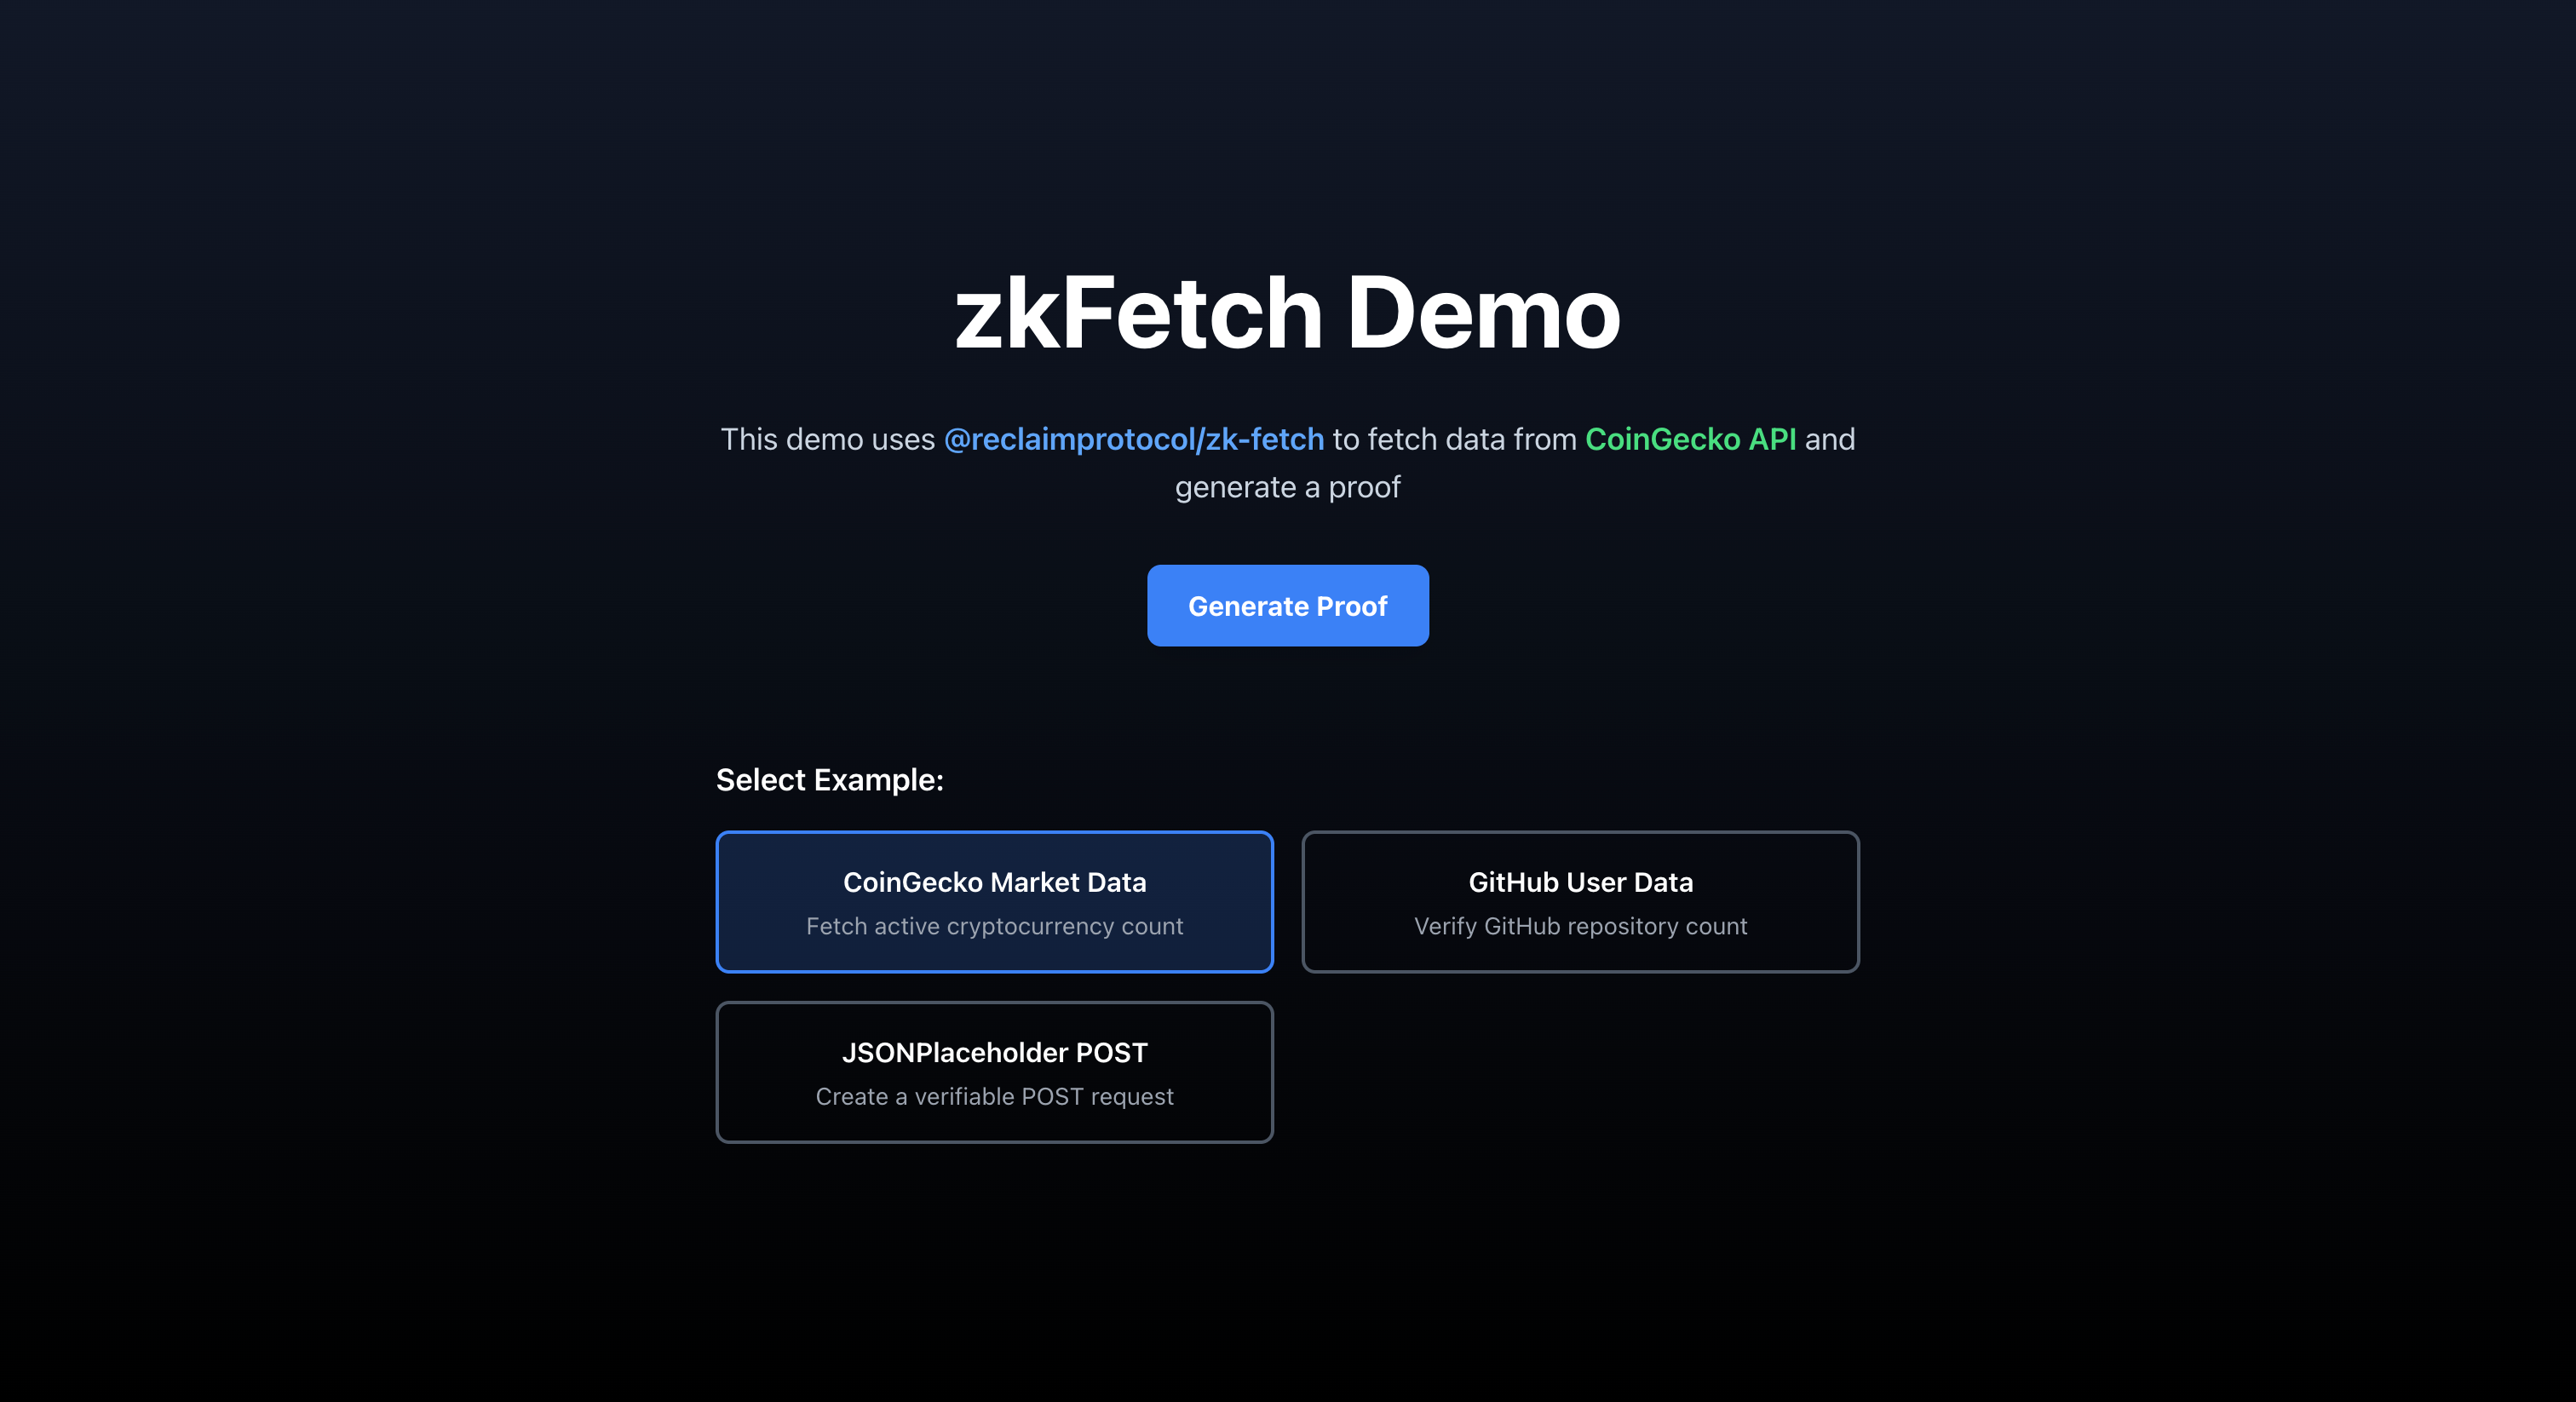 zkFetch Demo
This demo uses @reclaimprotocol/zk-fetch to fetch data from CoinGecko API and
generate a proof
Generate Proof
Select Example:
CoinGecko Market Data
Fetch active cryptocurrency count
GitHub User Data
Verify GitHub repository count
JSONPlaceholder POST
Create a verifiable POST request